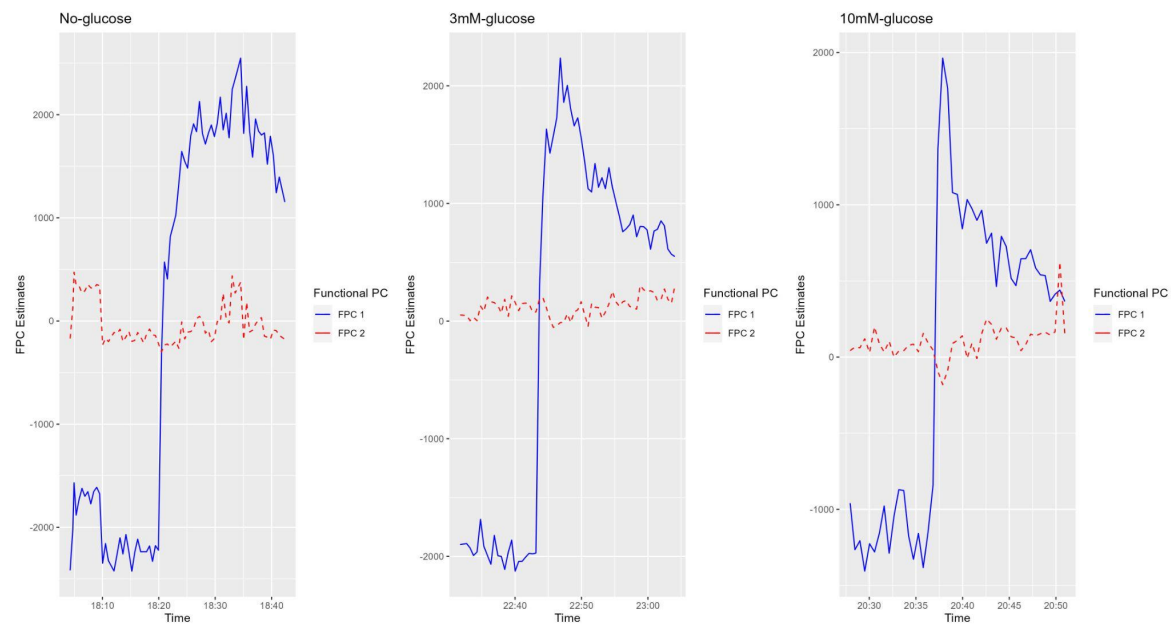 No-glucose
2000
1000
0
-1000
-2000
FPC Estimates
18:10 18:20 18:30 18:40
Time
Functional PC
FPC 1
FPC 2
3mM-glucose
2000
1000
0
-1000
-2000
FPC Estimates
22:40 22:50 23:00
Time
Functional PC
FPC 1
FPC 2
10mM-glucose
2000
1000
0
-1000
FPC Estimates
20:30 20:35 20:40 20:45 20:50
Time
Functional PC
FPC 1
FPC 2